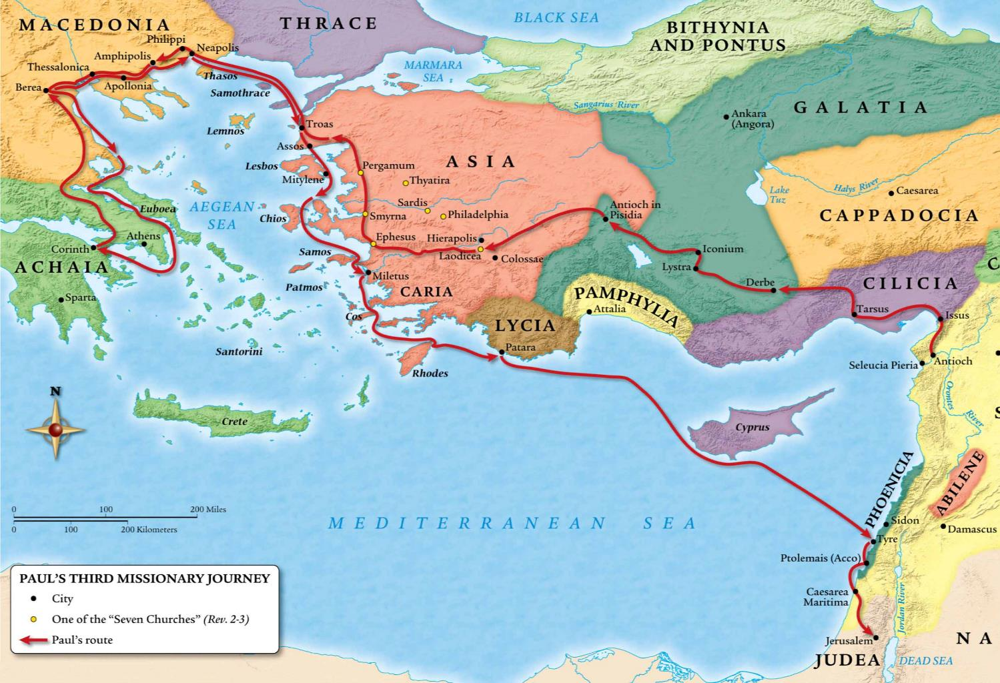 MACEDONIA
THRACE
BLACK SEA
BITHYNIA
AND PONTUS
Philippi
Neapolis
Amphipolis
Thessalonica
Apollonia
Berea
Thasos
Samothrace
MARMARA
SEA
Sangarius River
GALATIA
Ankara
(Angora)
Lemnos
Troas
Assos
Lesbos
Mitylene
ASIA
Pergamum
Thyatira
Sardis
Smyrna
Philadelphia
Antioch in
Pisidia
Lake
Tuz
Halys River
Caesarea
CAPPADOCIA
AEGEAN
SEA
Euboea
Chios
Athens
Corinth
ACHAIA
Sparta
Ephesus
Hierapolis
Laodicea
Colossae
Samos
Miletus
Patmos
CARIA
Iconium
Lystra
Derbe
CILICIA
C
PAMPHYLIA
Attalia
Tarsus
Issus
Cos
LYCIA
Patara
Santorini
Rhodes
Seleucia Pieria
Antioch
Orontes
River
S
N
Crete
Cyprus
PHOENICIA
ABILENE
0 100 200 Miles
0 100 200 Kilometers
MEDITERRANEAN SEA
Sidon
Damascus
Tyre
Ptolemais (Acco)
Caesarea
Maritima
Jordan River
Jerusalem
JUDEA
DEAD SEA
N A
PAUL'S THIRD MISSIONARY JOURNEY
City
One of the “Seven Churches” (Rev. 2-3)
Paul's route